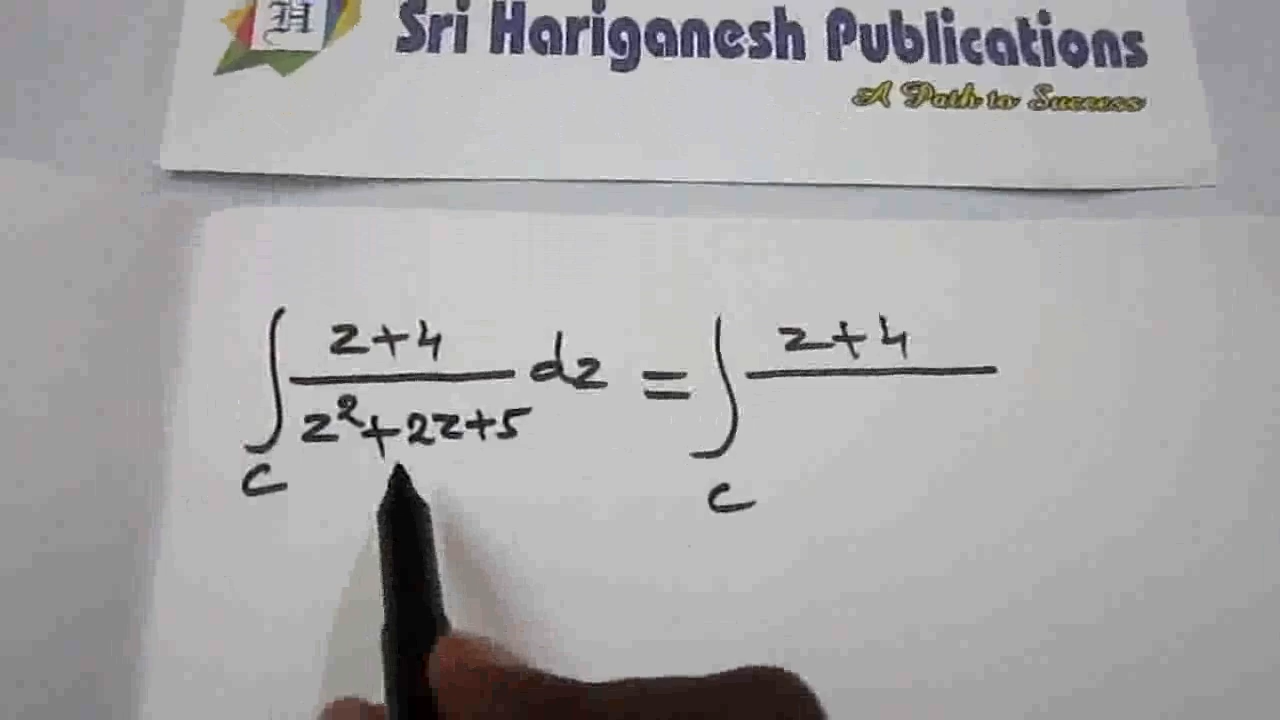 H
Sri Hariganesh Publications
A Path to Success
∫_C (z+4)/(z²+2z+5) dz = ∫_C (z+4)/